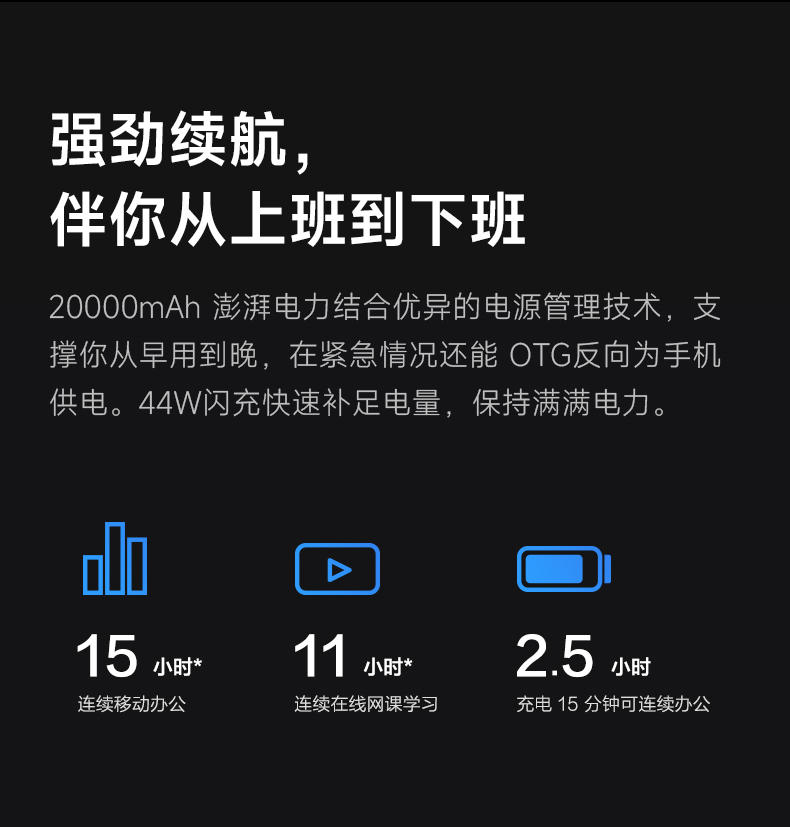 强劲续航，
伴你从上班到下班
20000mAh 澎湃电力结合优异的电源管理技术，支
撑你从早用到晚，在紧急情况还能 OTG反向为手机
供电。44W闪充快速补足电量，保持满满电力。
15 小时*
连续移动办公
11 小时*
连续在线网课学习
2.5 小时
充电 15 分钟可连续办公